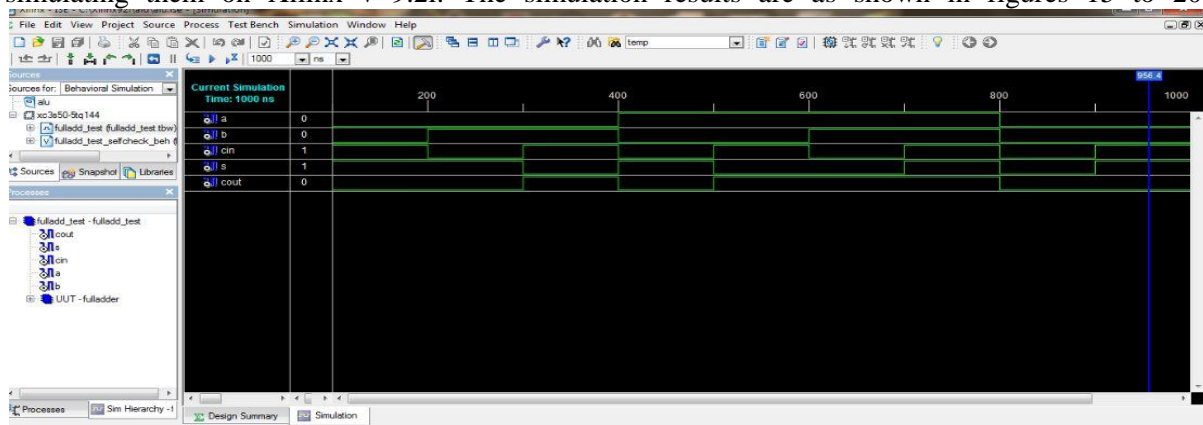 simulating them on Xilinx v 9.2i. The simulation results are as shown in figures 15 to 20.
File Edit View Project Source Process Test Bench Simulation Window Help
temp
1000 ns
Sources
Sources for: Behavioral Simulation
alu
xc3s50-5tq144
fulladd_test (fulladd_test.tbw)
fulladd_test_selfcheck_beh (
Sources Snapshot Libraries
Processes
fulladd_test - fulladd_test
cout
s
cin
a
b
UUT - fulladder
Processes Sim Hierarchy -
Current Simulation
Time: 1000 ns
956.4
200 400 600 800 1000
a 0
b 0
cin 1
s 1
cout 0
Design Summary Simulation